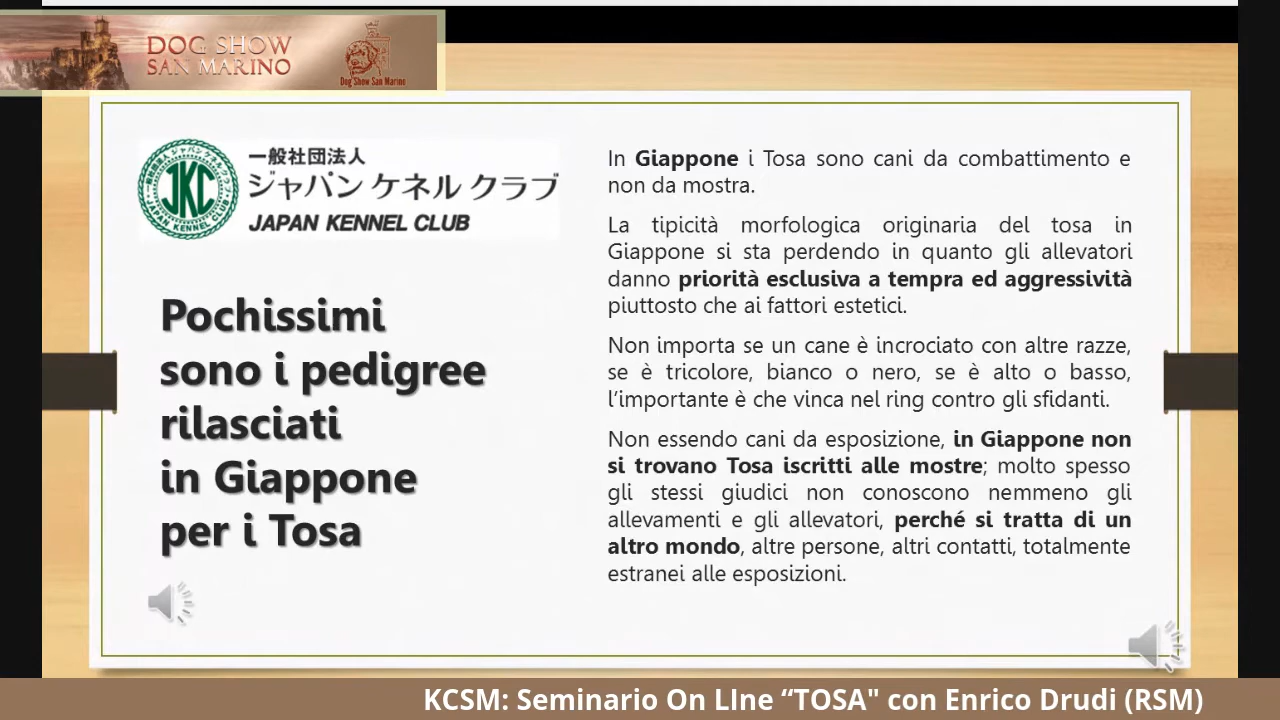 DOG SHOW
SAN MARINO
Dog Show San Marino
JKC
一般社団法人
ジャパン ケネル クラブ
JAPAN KENNEL CLUB
Pochissimi
sono i pedigree
rilasciati
in Giappone
per i Tosa
In Giappone i Tosa sono cani da combattimento e
non da mostra.
La tipicità morfologica originaria del tosa in
Giappone si sta perdendo in quanto gli allevatori
danno priorità esclusiva a tempra ed aggressività
piuttosto che ai fattori estetici.
Non importa se un cane è incrociato con altre razze,
se è tricolore, bianco o nero, se è alto o basso,
l’importante è che vinca nel ring contro gli sfidanti.
Non essendo cani da esposizione, in Giappone non
si trovano Tosa iscritti alle mostre; molto spesso
gli stessi giudici non conoscono nemmeno gli
allevamenti e gli allevatori, perché si tratta di un
altro mondo, altre persone, altri contatti, totalmente
estranei alle esposizioni.
KCSM: Seminario On LIne “TOSA" con Enrico Drudi (RSM)